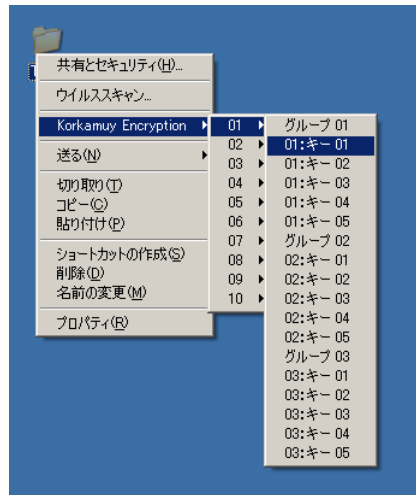 共有とセキュリティ(H)...
ウイルススキャン...
Korkamuy Encryption
送る(N)
切り取り(T)
コピー(C)
貼り付け(P)
ショートカットの作成(S)
削除(D)
名前の変更(M)
プロパティ(R)
01
02
03
04
05
06
07
08
09
10
グループ 01
01:キー 01
01:キー 02
01:キー 03
01:キー 04
01:キー 05
グループ 02
02:キー 01
02:キー 02
02:キー 03
02:キー 04
02:キー 05
グループ 03
03:キー 01
03:キー 02
03:キー 03
03:キー 04
03:キー 05